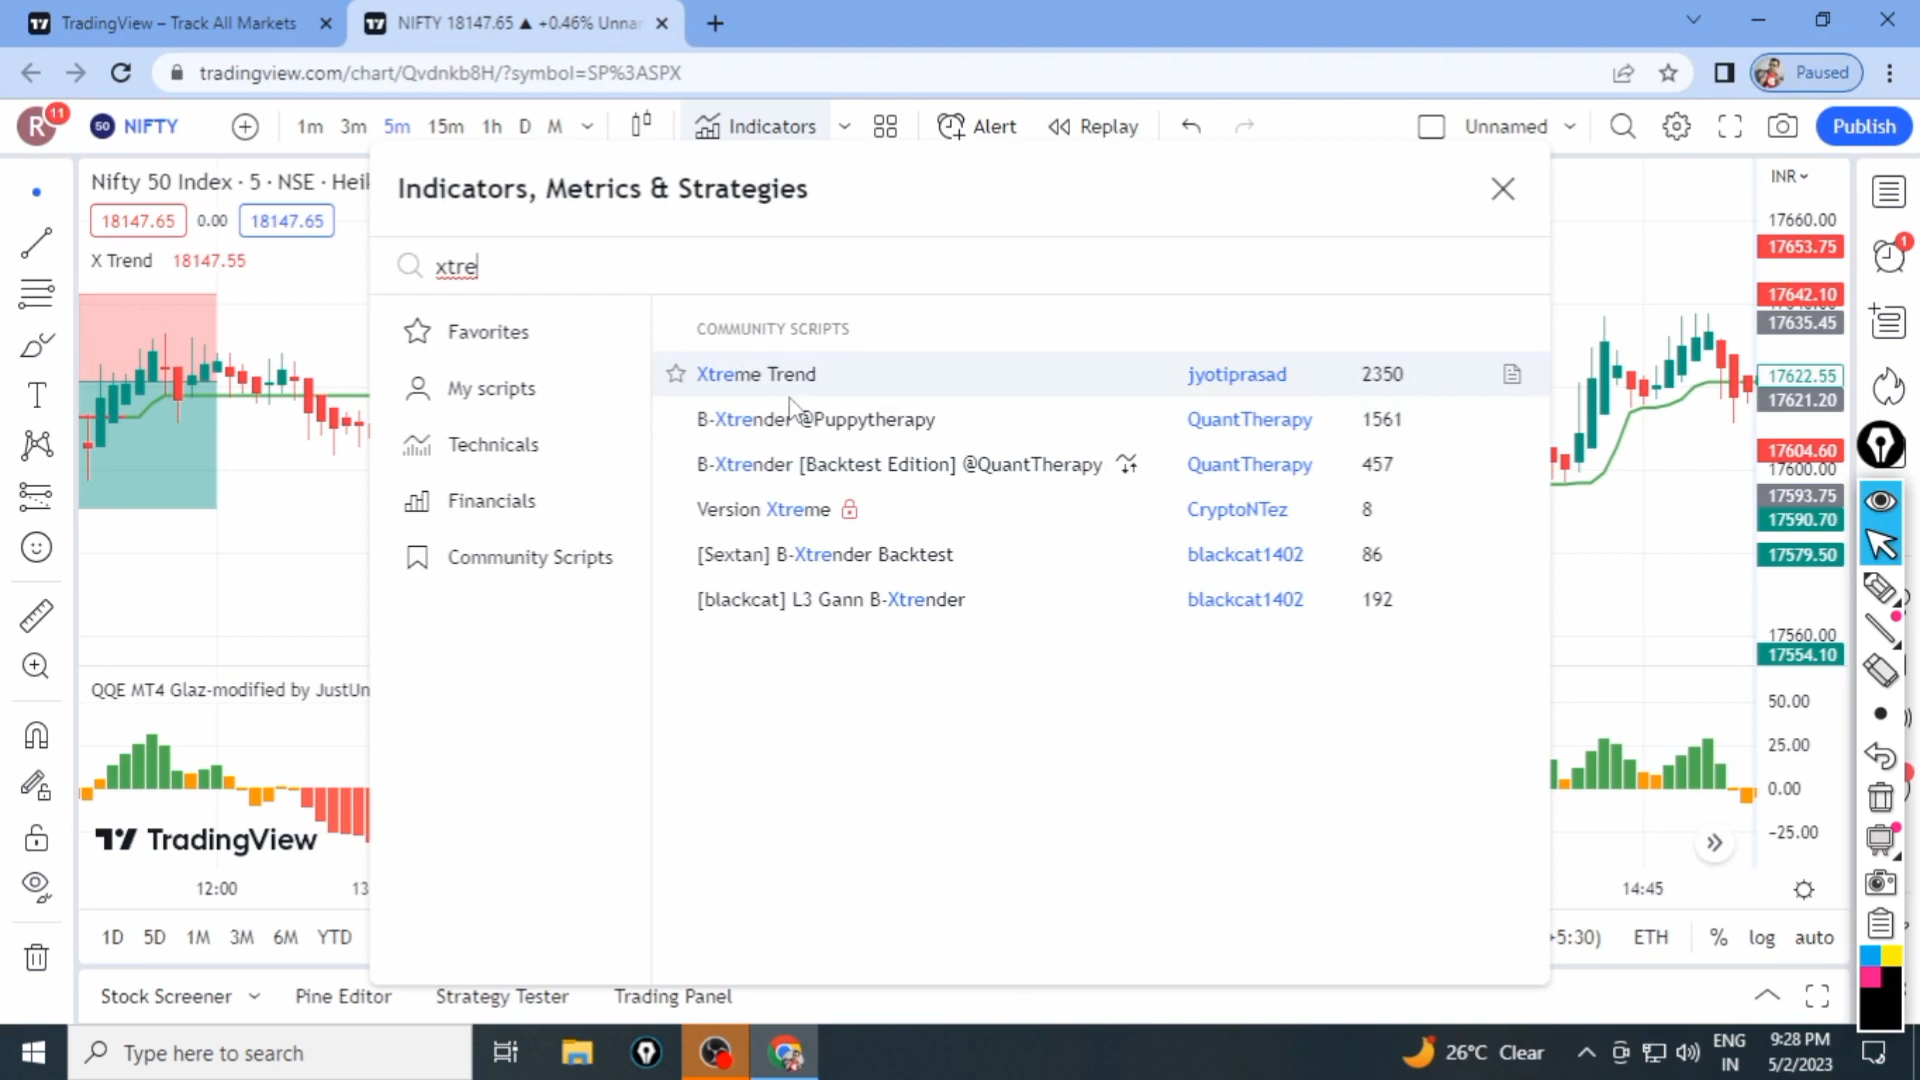 TradingView – Track All Markets
NIFTY 18147.65 ▲ +0.46% Unna
tradingview.com/chart/Qvdnkb8H/?symbol=SP%3ASPX
Paused
R
11
50 NIFTY
1m 3m 5m 15m 1h D M
Indicators
Alert
Replay
Unnamed
Publish
Nifty 50 Index · 5 · NSE · Heik
18147.65 0.00 18147.65
X Trend 18147.55
Indicators, Metrics & Strategies
xtre
Favorites
My scripts
Technicals
Financials
Community Scripts
COMMUNITY SCRIPTS
Xtreme Trend jyotiprasad 2350
B-Xtrender @Puppytherapy QuantTherapy 1561
B-Xtrender [Backtest Edition] @QuantTherapy QuantTherapy 457
Version Xtreme CryptoNTez 8
[Sextan] B-Xtrender Backtest blackcat1402 86
[blackcat] L3 Gann B-Xtrender blackcat1402 192
INR
17660.00
17653.75
17642.10
17635.45
17622.55
17621.20
17604.60
17600.00
17593.75
17590.70
17579.50
17560.00
17554.10
1
T
QQE MT4 Glaz-modified by JustUn
50.00
25.00
0.00
−25.00
TradingView
12:00
13
14:45
1D 5D 1M 3M 6M YTD
+5:30) ETH % log auto
Stock Screener
Pine Editor
Strategy Tester
Trading Panel
Type here to search
26°C Clear
ENG
IN
9:28 PM
5/2/2023